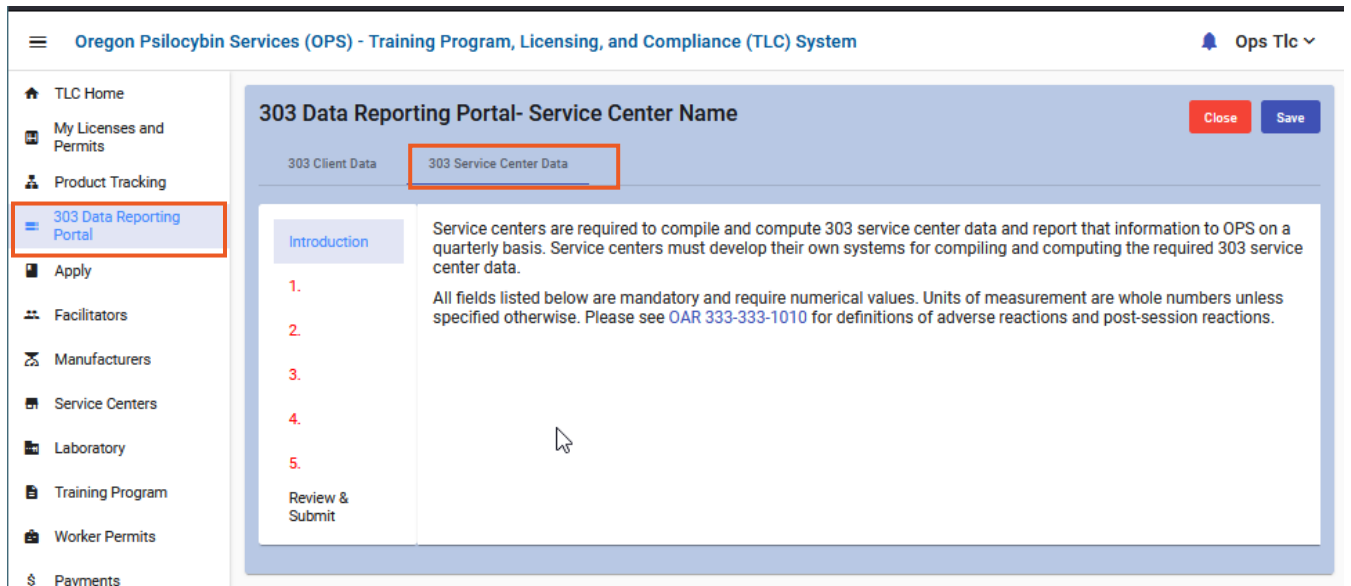 Oregon Psilocybin Services (OPS) - Training Program, Licensing, and Compliance (TLC) System
Ops Tlc
TLC Home
My Licenses and
Permits
Product Tracking
303 Data Reporting
Portal
Apply
Facilitators
Manufacturers
Service Centers
Laboratory
Training Program
Worker Permits
Payments
303 Data Reporting Portal- Service Center Name
Close
Save
303 Client Data
303 Service Center Data
Introduction
1.
2.
3.
4.
5.
Review &
Submit
Service centers are required to compile and compute 303 service center data and report that information to OPS on a
quarterly basis. Service centers must develop their own systems for compiling and computing the required 303 service
center data.
All fields listed below are mandatory and require numerical values. Units of measurement are whole numbers unless
specified otherwise. Please see OAR 333-333-1010 for definitions of adverse reactions and post-session reactions.